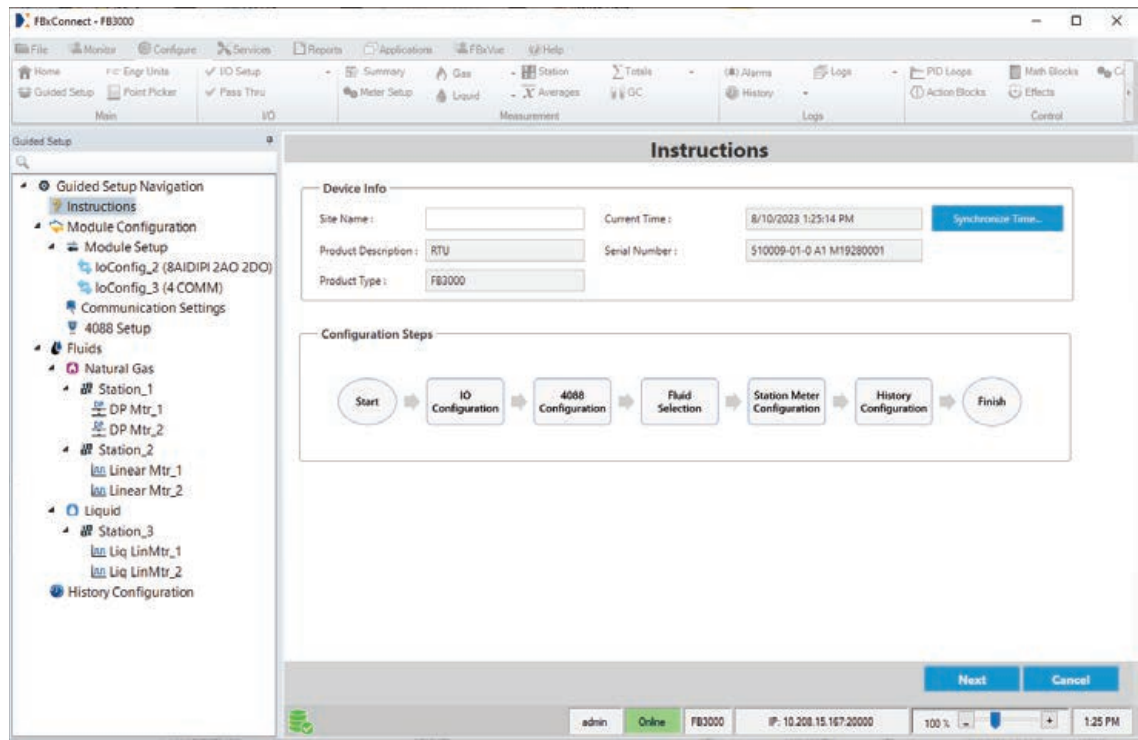 FBxConnect - FB3000
File Monitor Configure Services Reports Applications FBxVue Help
Home Engr Units I/O Setup Summary Gas Station Totals Alarms Logs PID Loops Math Blocks
Guided Setup Point Picker Pass Thru Meter Setup Liquid Averages GC History Action Blocks Effects
Main I/O Measurement Logs Control
Guided Setup
Instructions
Guided Setup Navigation
Instructions
Module Configuration
Module Setup
IoConfig_2 (8AIDIPI 2AO 2DO)
IoConfig_3 (4 COMM)
Communication Settings
4088 Setup
Fluids
Natural Gas
Station_1
DP Mtr_1
DP Mtr_2
Station_2
Linear Mtr_1
Linear Mtr_2
Liquid
Station_3
Liq LinMtr_1
Liq LinMtr_2
History Configuration
Device Info
Site Name : Current Time : 8/10/2023 1:25:14 PM Synchronize Time...
Product Description : RTU Serial Number : S10009-01-0 A1 M19280001
Product Type : FB3000
Configuration Steps
Start
IO
Configuration
4088
Configuration
Fluid
Selection
Station Meter
Configuration
History
Configuration
Finish
Next Cancel
admin Online FB3000 IP: 10.208.15.167:20000 100 % - + 1:25 PM